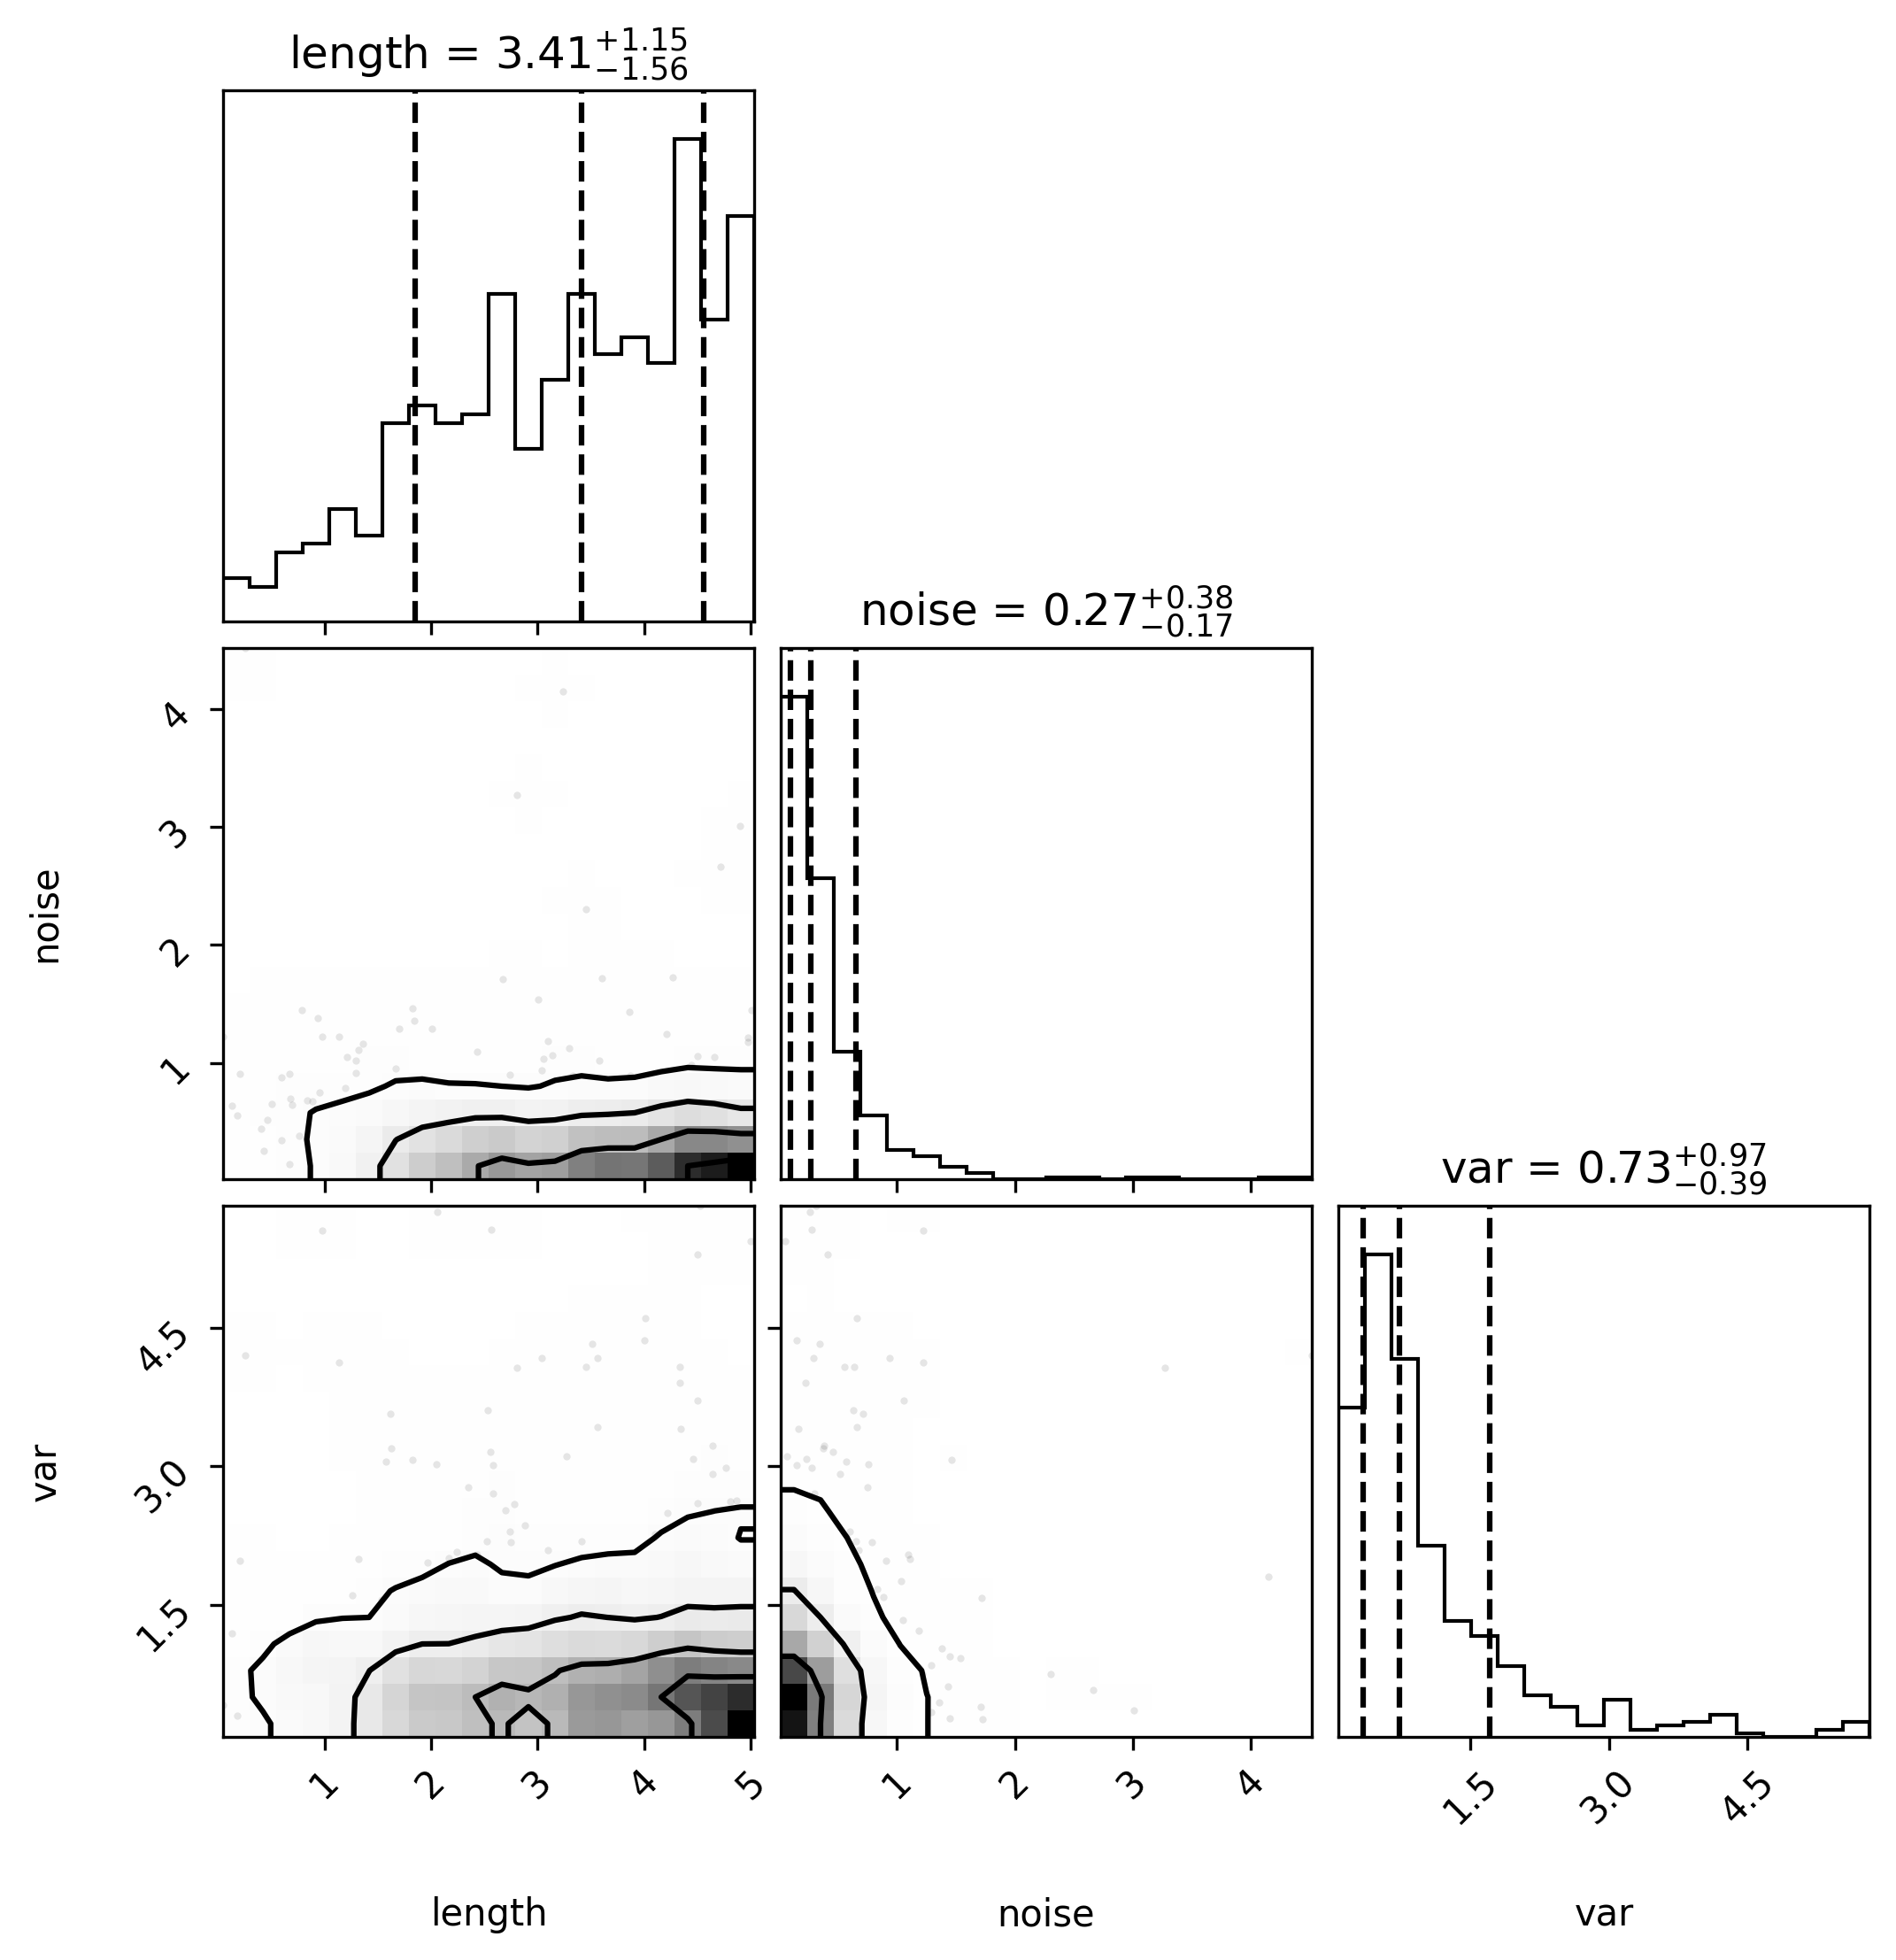 length = 3.41+1.15−1.56
noise = 0.27+0.38−0.17
4
3
2
1
noise
var = 0.73+0.97−0.39
4.5
3.0
1.5
var
1 2 3 4 5
1 2 3 4
1.5 3.0 4.5
length
noise
var